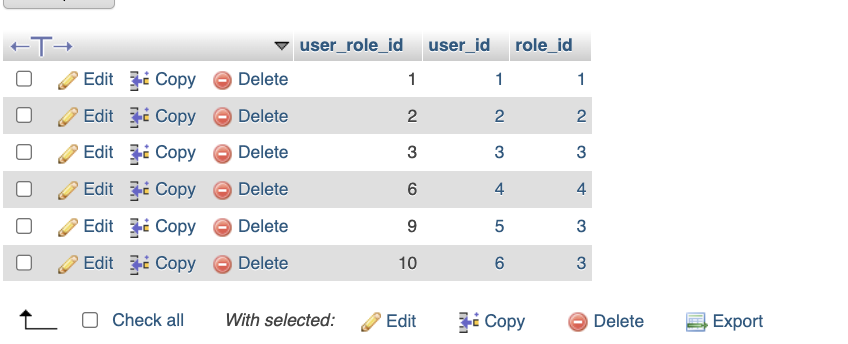 user_role_id user_id role_id
Edit Copy Delete 1 1 1
Edit Copy Delete 2 2 2
Edit Copy Delete 3 3 3
Edit Copy Delete 6 4 4
Edit Copy Delete 9 5 3
Edit Copy Delete 10 6 3
Check all With selected: Edit Copy Delete Export